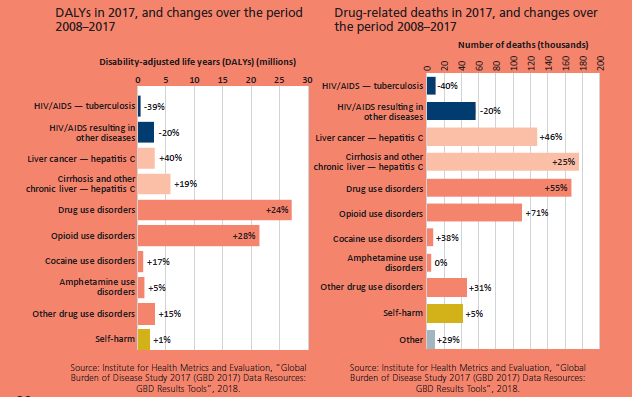 DALYs in 2017, and changes over the period
2008–2017
Disability-adjusted life years (DALYs) (millions)
0 5 10 15 20 25 30
HIV/AIDS — tuberculosis -39%
HIV/AIDS resulting in
other diseases -20%
Liver cancer — hepatitis C +40%
Cirrhosis and other
chronic liver — hepatitis C +19%
Drug use disorders +24%
Opioid use disorders +28%
Cocaine use disorders +17%
Amphetamine use
disorders +5%
Other drug use disorders +15%
Self-harm +1%
Source: Institute for Health Metrics and Evaluation, “Global
Burden of Disease Study 2017 (GBD 2017) Data Resources:
GBD Results Tools”, 2018.
Drug-related deaths in 2017, and changes over
the period 2008–2017
Number of deaths (thousands)
0 20 40 60 80 100 120 140 160 180 200
HIV/AIDS — tuberculosis -40%
HIV/AIDS resulting in
other diseases -20%
Liver cancer — hepatitis C +46%
Cirrhosis and other
chronic liver — hepatitis C +25%
Drug use disorders +55%
Opioid use disorders +71%
Cocaine use disorders +38%
Amphetamine use
disorders 0%
Other drug use disorders +31%
Self-harm +5%
Other +29%
Source: Institute for Health Metrics and Evaluation, “Global
Burden of Disease Study 2017 (GBD 2017) Data Resources:
GBD Results Tools”, 2018.